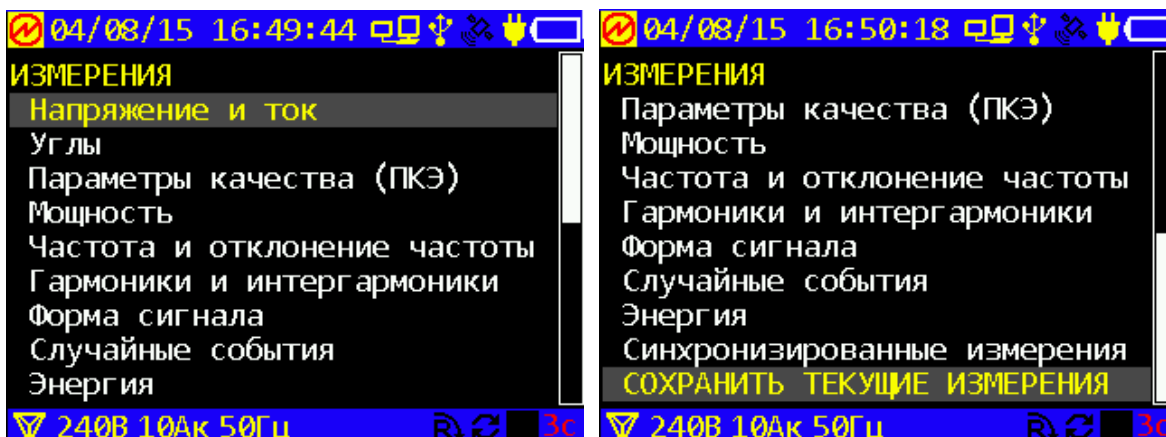 04/08/15 16:49:44
ИЗМЕРЕНИЯ
Напряжение и ток
Углы
Параметры качества (ПКЭ)
Мощность
Частота и отклонение частоты
Гармоники и интергармоники
Форма сигнала
Случайные события
Энергия
240В 10Ак 50Гц
R
3с
04/08/15 16:50:18
ИЗМЕРЕНИЯ
Параметры качества (ПКЭ)
Мощность
Частота и отклонение частоты
Гармоники и интергармоники
Форма сигнала
Случайные события
Энергия
Синхронизированные измерения
СОХРАНИТЬ ТЕКУЩИЕ ИЗМЕРЕНИЯ
240В 10Ак 50Гц
R
3с